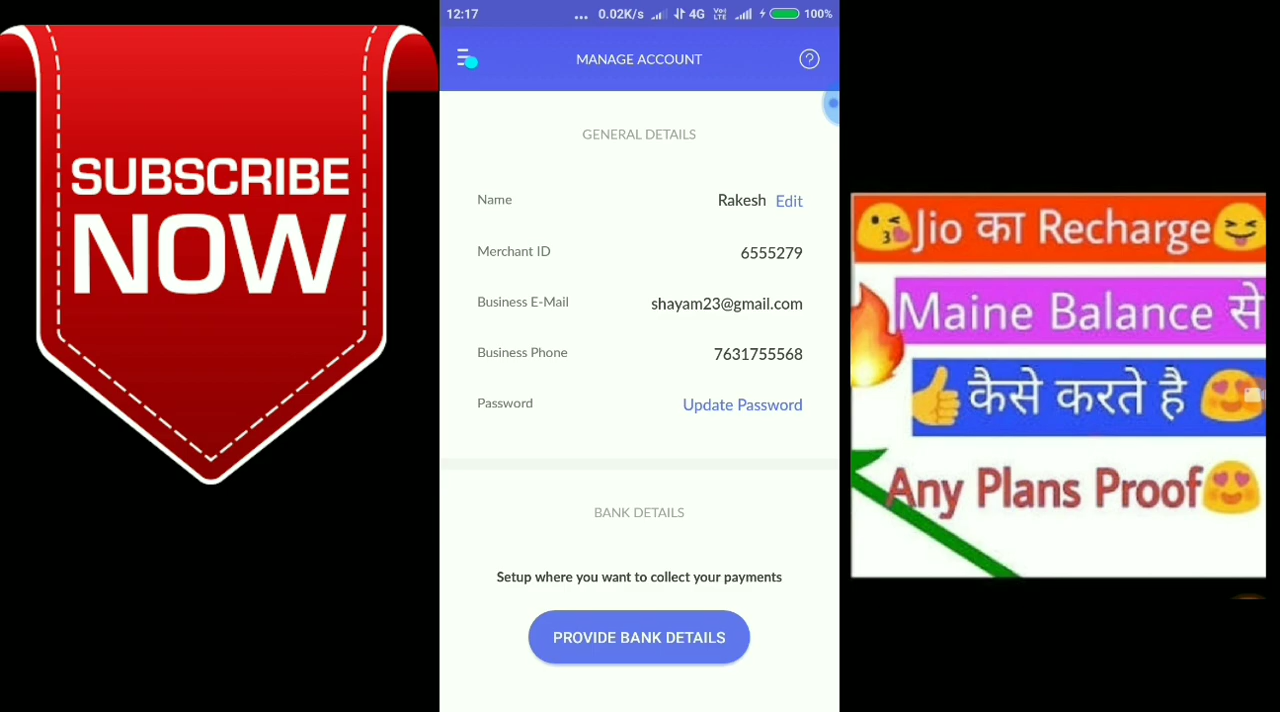 SUBSCRIBE
NOW
12:17 ... 0.02K/s 4G VoLTE 100%
MANAGE ACCOUNT
GENERAL DETAILS
Name Rakesh Edit
Merchant ID 6555279
Business E-Mail shayam23@gmail.com
Business Phone 7631755568
Password Update Password
BANK DETAILS
Setup where you want to collect your payments
PROVIDE BANK DETAILS
Jio का Recharge
Maine Balance से
कैसे करते है
Any Plans Proof